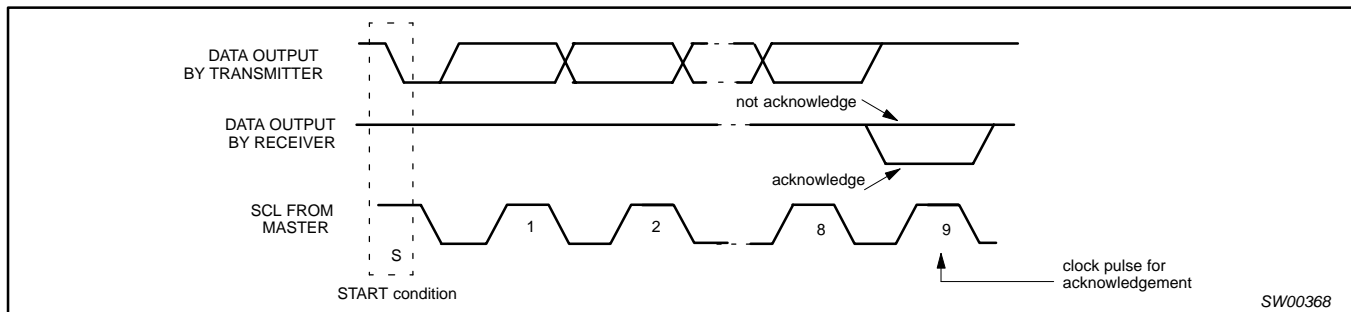 DATA OUTPUT
BY TRANSMITTER
not acknowledge
DATA OUTPUT
BY RECEIVER
acknowledge
SCL FROM
MASTER
1
2
8
9
S
START condition
clock pulse for
acknowledgement
SW00368